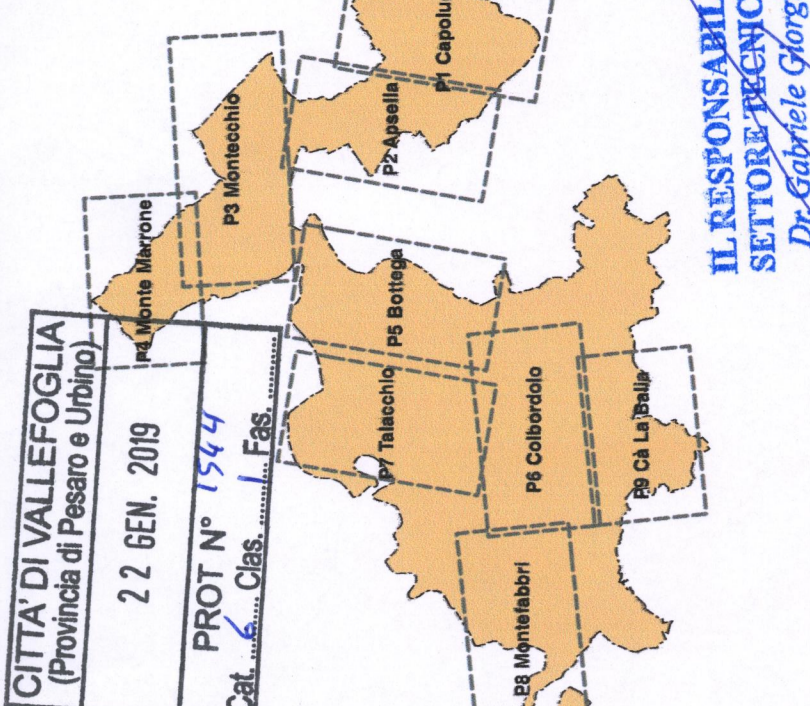 CITTA' DI VALLEFOGLIA
(Provincia di Pesaro e Urbino)
22 GEN. 2019
PROT N° 1544
Cat. 6 Clas. 1 Fas.
P4 Monte Marrone
P3 Montecchio
P2 Apsella
P1 Capolu
P5 Bottega
P7 Talacchio
P6 Colbordolo
P9 Cà La Balia
P8 Montefabbri
IL RESPONSABIL
SETTORE TECNIC
Dr. Gabriele Giorg